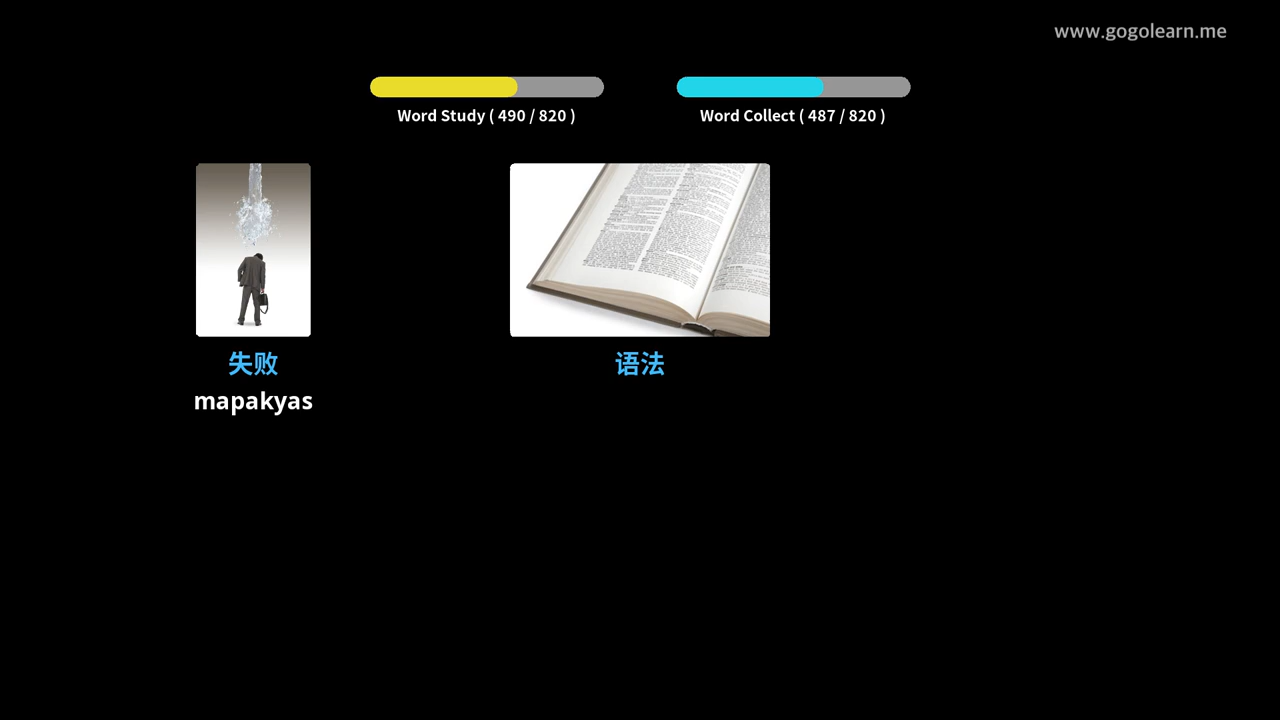 www.gogolearn.me
Word Study ( 490 / 820 )
Word Collect ( 487 / 820 )
失败
语法
mapakyas